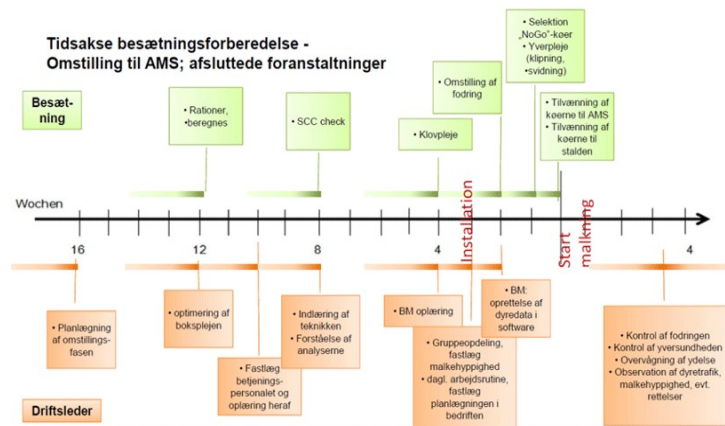 Tidsakse besætningsforberedelse -
Omstilling til AMS; afsluttede foranstaltninger
Besæt-
ning
• Rationer,
•beregnes
• SCC check
• Klovpleje
• Omstilling af
fodring
• Selektion
„NoGo"-køer
• Yverpleje
(klipning,
•svidning)
• Tilvænning af
køerne til AMS
• Tilvænning af
køerne til
stalden
Wochen
Installation
Start
malkning
16
12
8
4
4
• Planlægning
af omstillings-
fasen
optimering af
boksplejen
• Fastlæg
betjenings-
personalet og
oplæring heraf
• Indlæring af
teknikken
• Forståelse af
analyserne
• BM oplæring
• Gruppeopdeling,
fastlæg
malkehyppighed
• dagl. arbejdsrutine,
fastlæg
planlægningen i
bedriften
• BM:
oprettelse af
dyredata i
software
• Kontrol af fodringen
• Kontrol af yversundheden
• Overvågning af ydelse
• Observation af dyretrafik,
malkehyppighed, evt.
rettelser
Driftsleder